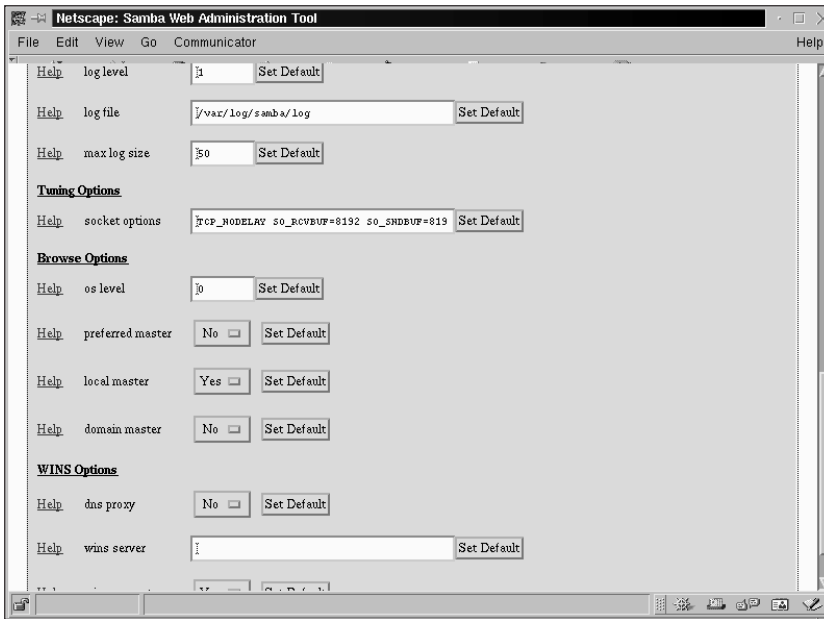 Netscape: Samba Web Administration Tool
File Edit View Go Communicator Help
Help log level 1 Set Default
Help log file /var/log/samba/log Set Default
Help max log size 50 Set Default
Tuning Options
Help socket options TCP_NODELAY SO_RCVBUF=8192 SO_SNDBUF=819 Set Default
Browse Options
Help os level 0 Set Default
Help preferred master No Set Default
Help local master Yes Set Default
Help domain master No Set Default
WINS Options
Help dns proxy No Set Default
Help wins server Set Default